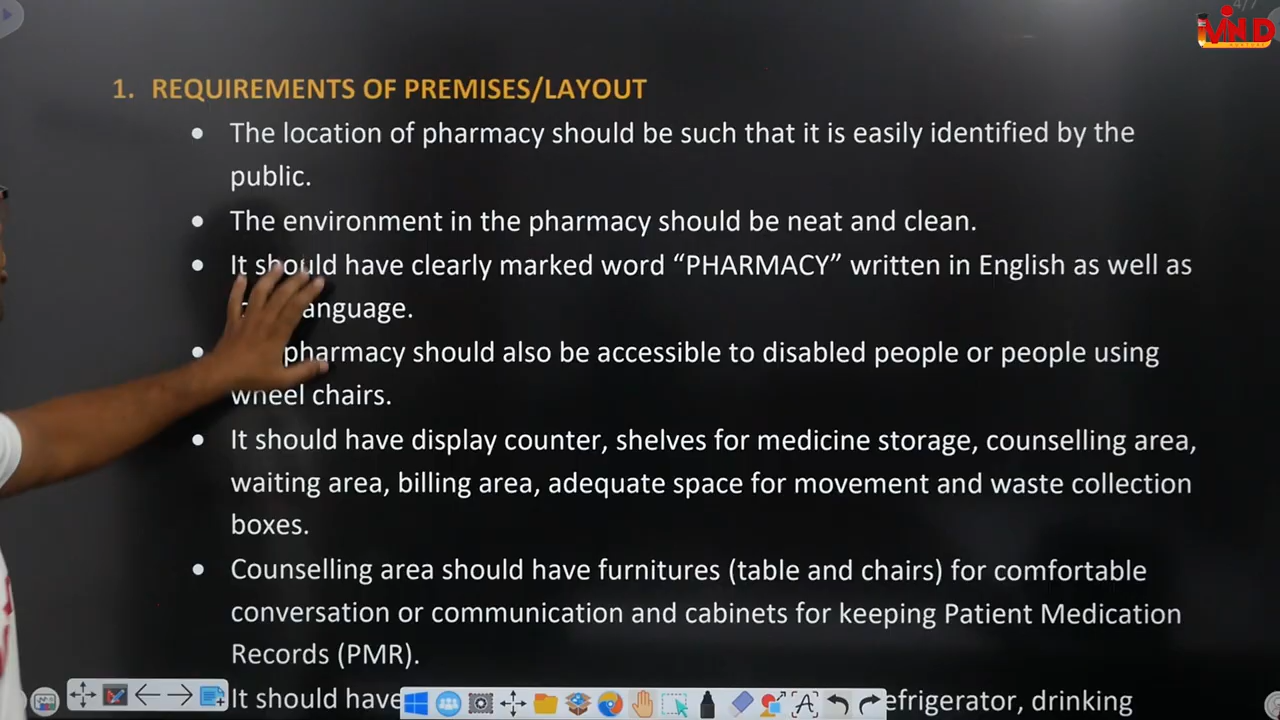 1. REQUIREMENTS OF PREMISES/LAYOUT
• The location of pharmacy should be such that it is easily identified by the
public.
• The environment in the pharmacy should be neat and clean.
• It should have clearly marked word “PHARMACY” written in English as well as
anguage.
• pharmacy should also be accessible to disabled people or people using
wheel chairs.
• It should have display counter, shelves for medicine storage, counselling area,
waiting area, billing area, adequate space for movement and waste collection
boxes.
• Counselling area should have furnitures (table and chairs) for comfortable
conversation or communication and cabinets for keeping Patient Medication
Records (PMR).
It should have efrigerator, drinking
4/7